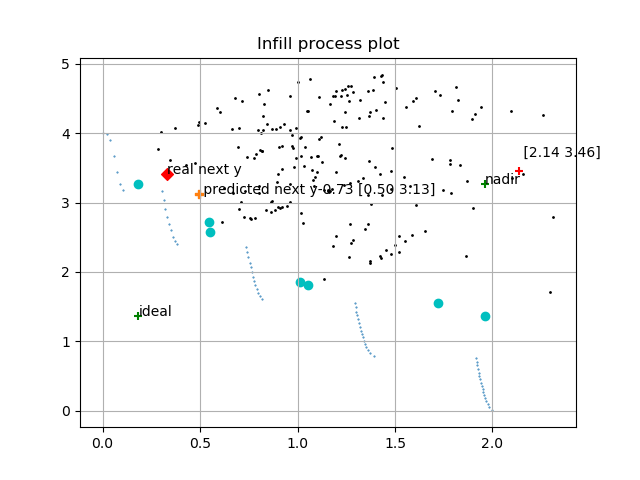 Infill process plot
5
4
3
2
1
0
[2.14 3.46]
real next y
nadir
predicted next y-0.73 [0.50 3.13]
ideal
0.0
0.5
1.0
1.5
2.0